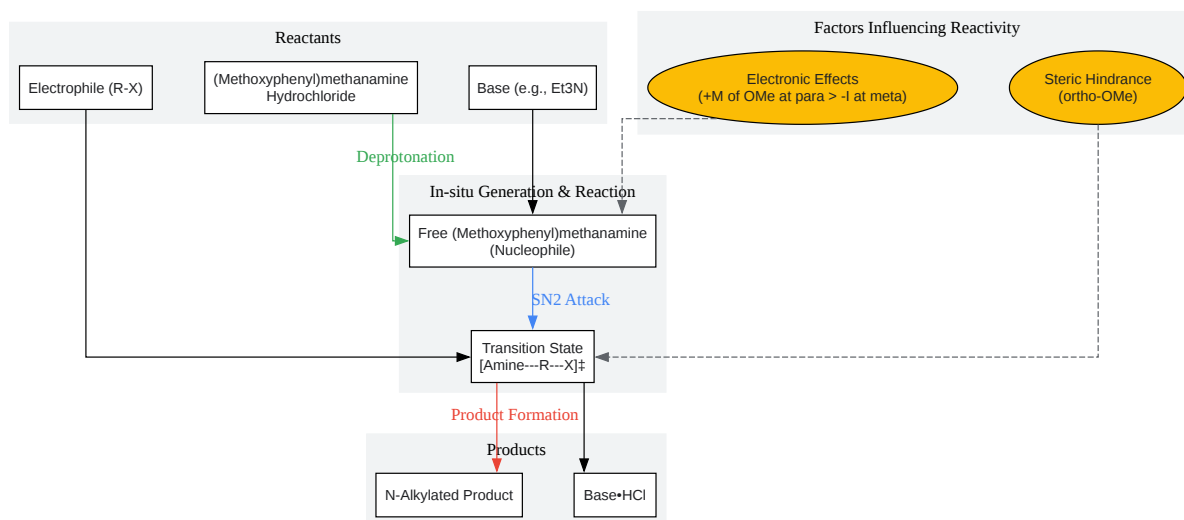 Reactants
Factors Influencing Reactivity
Electrophile (R-X)
(Methoxyphenyl)methanamine
Hydrochloride
Base (e.g., Et3N)
Electronic Effects
(+M of OMe at para > -I at meta)
Steric Hindrance
(ortho-OMe)
Deprotonation
In-situ Generation & Reaction
Free (Methoxyphenyl)methanamine
(Nucleophile)
SN2 Attack
Transition State
[Amine---R---X]‡
Product Formation
Products
N-Alkylated Product
Base•HCl